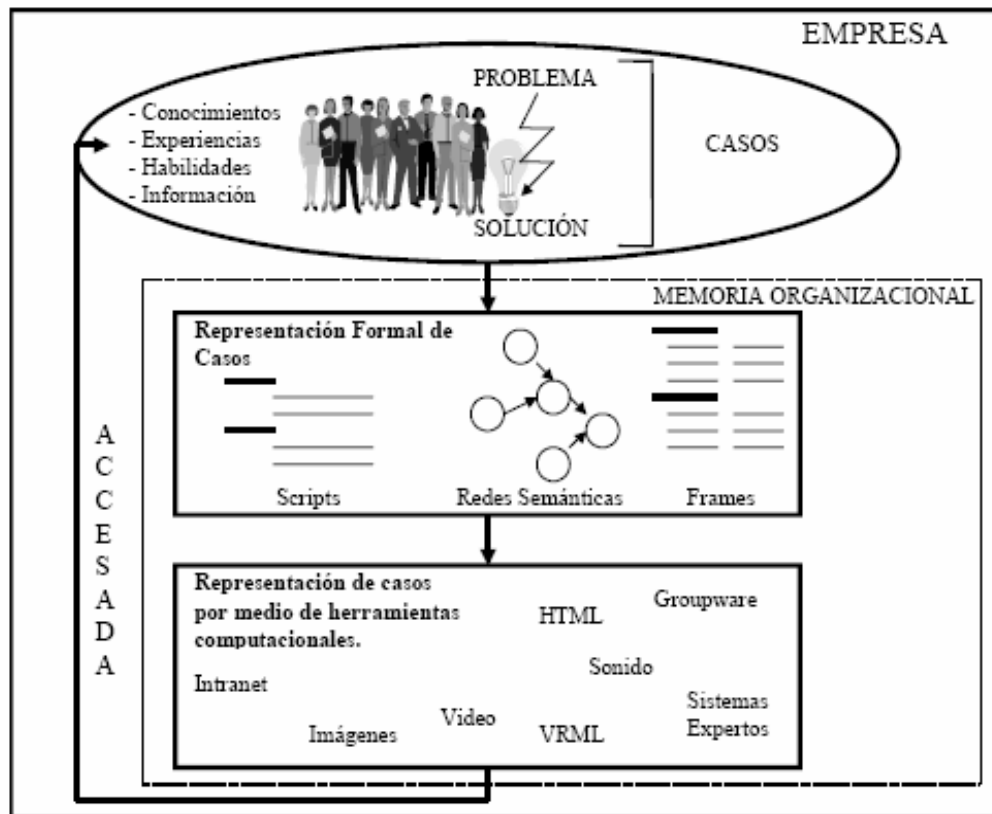 EMPRESA
PROBLEMA
- Conocimientos
- Experiencias
- Habilidades
- Información
CASOS
SOLUCIÓN
MEMORIA ORGANIZACIONAL
Representación Formal de
Casos
Scripts
Redes Semánticas
Frames
A
C
C
E
S
A
D
A
Representación de casos
por medio de herramientas
computacionales.
Groupware
HTML
Sonido
Intranet
Sistemas
Expertos
Video
Imágenes
VRML